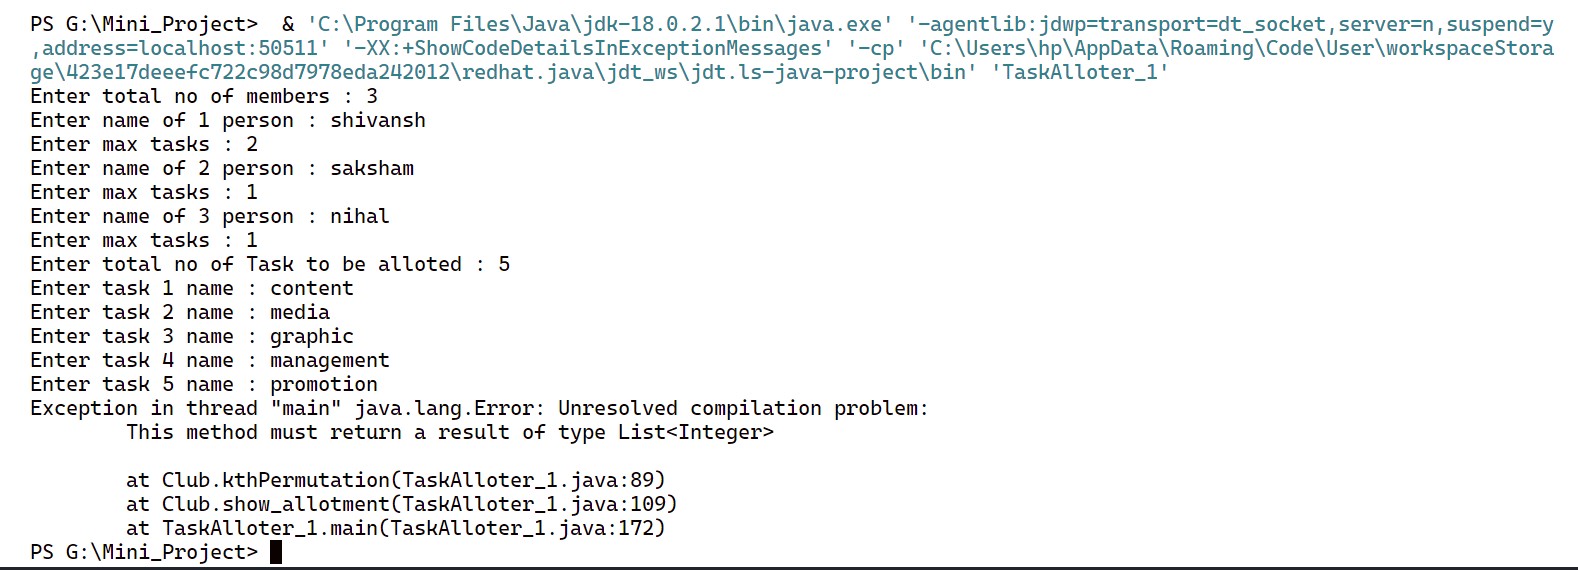 PS G:\Mini_Project>  & 'C:\Program Files\Java\jdk-18.0.2.1\bin\java.exe' '-agentlib:jdwp=transport=dt_socket,server=n,suspend=y
,address=localhost:50511' '-XX:+ShowCodeDetailsInExceptionMessages' '-cp' 'C:\Users\hp\AppData\Roaming\Code\User\workspaceStora
ge\423e17deeefc722c98d7978eda242012\redhat.java\jdt_ws\jdt.ls-java-project\bin' 'TaskAlloter_1'
Enter total no of members : 3
Enter name of 1 person : shivansh
Enter max tasks : 2
Enter name of 2 person : saksham
Enter max tasks : 1
Enter name of 3 person : nihal
Enter max tasks : 1
Enter total no of Task to be alloted : 5
Enter task 1 name : content
Enter task 2 name : media
Enter task 3 name : graphic
Enter task 4 name : management
Enter task 5 name : promotion
Exception in thread "main" java.lang.Error: Unresolved compilation problem:
        This method must return a result of type List<Integer>
        at Club.kthPermutation(TaskAlloter_1.java:89)
        at Club.show_allotment(TaskAlloter_1.java:109)
        at TaskAlloter_1.main(TaskAlloter_1.java:172)
PS G:\Mini_Project>